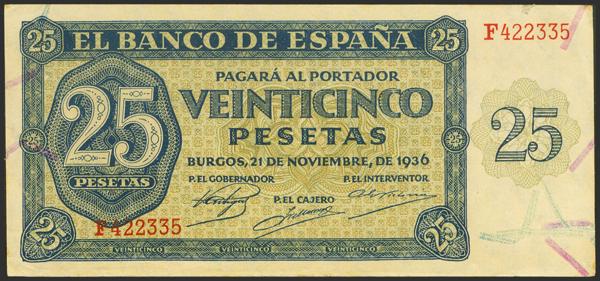 25 EL BANCO DE ESPAÑA 25 F422335
PAGARÁ AL PORTADOR
VEINTICINCO
PESETAS
25 PESETAS
25
BURGOS, 21 DE NOVIEMBRE, DE 1936
P. EL GOBERNADOR P. EL INTERVENTOR
P. EL CAJERO
F422335
25 VEINTICINCO VEINTICINCO VEINTICINCO 25